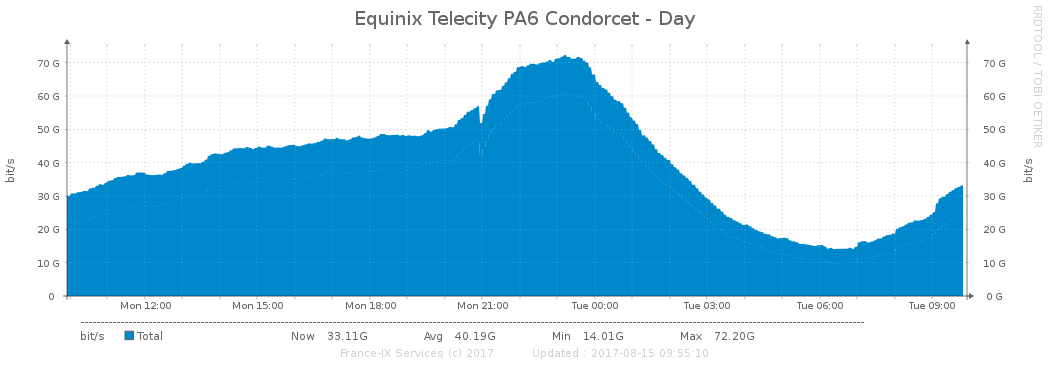 Equinix Telecity PA6 Condorcet - Day
RRDTOOL / TOBI OETIKER
bit/s
70 G 70 G
60 G 60 G
50 G 50 G
40 G 40 G
30 G 30 G
20 G 20 G
10 G 10 G
0 0 G
bit/s
Mon 12:00 Mon 15:00 Mon 18:00 Mon 21:00 Tue 00:00 Tue 03:00 Tue 06:00 Tue 09:00
bit/s Total Now 33.11G Avg 40.19G Min 14.01G Max 72.20G
France-IX Services (c) 2017 Updated : 2017-08-15 09:55:10